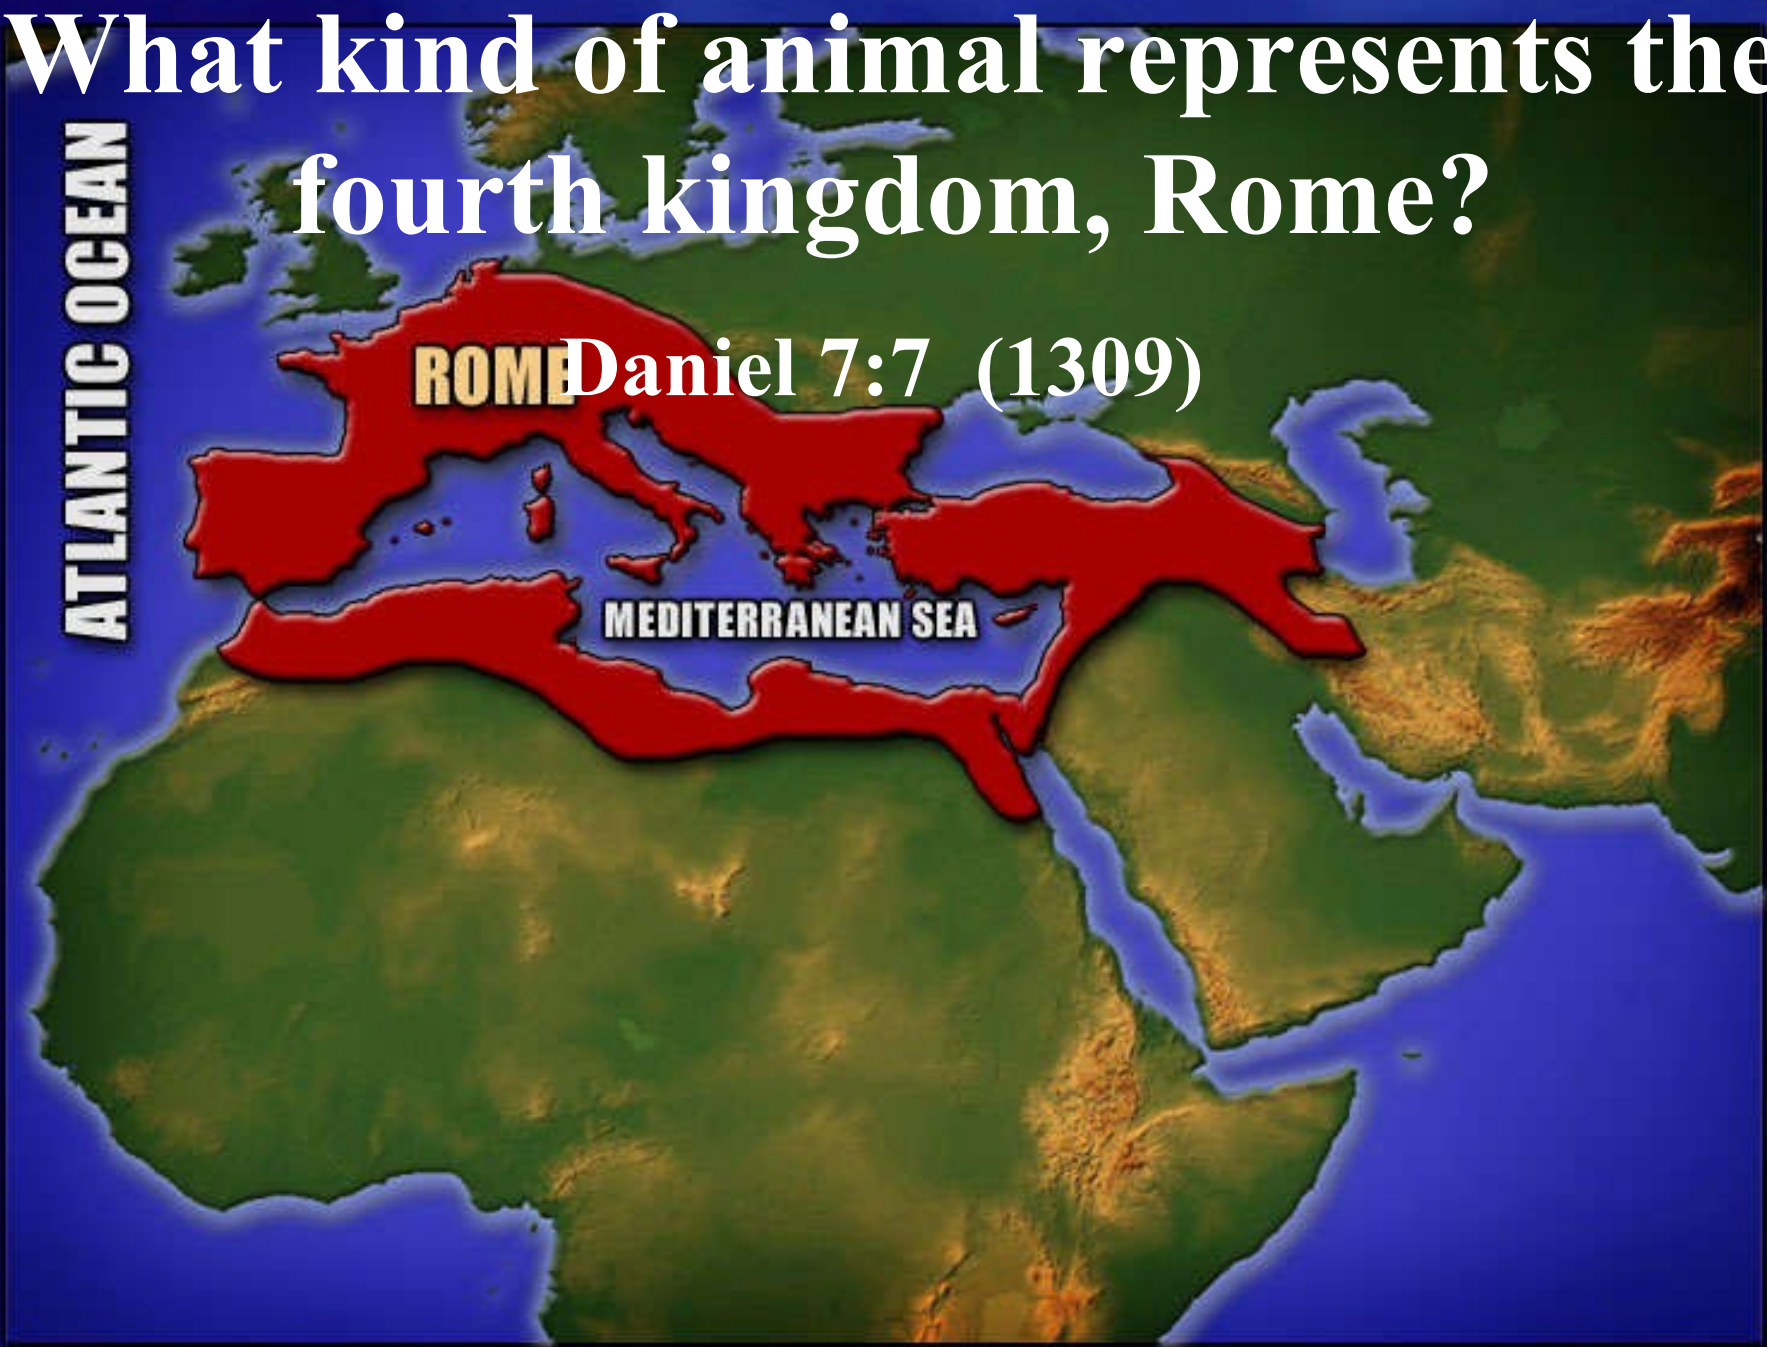 What kind of animal represents the
fourth kingdom, Rome?
Daniel 7:7 (1309)
ATLANTIC OCEAN
ROME
MEDITERRANEAN SEA